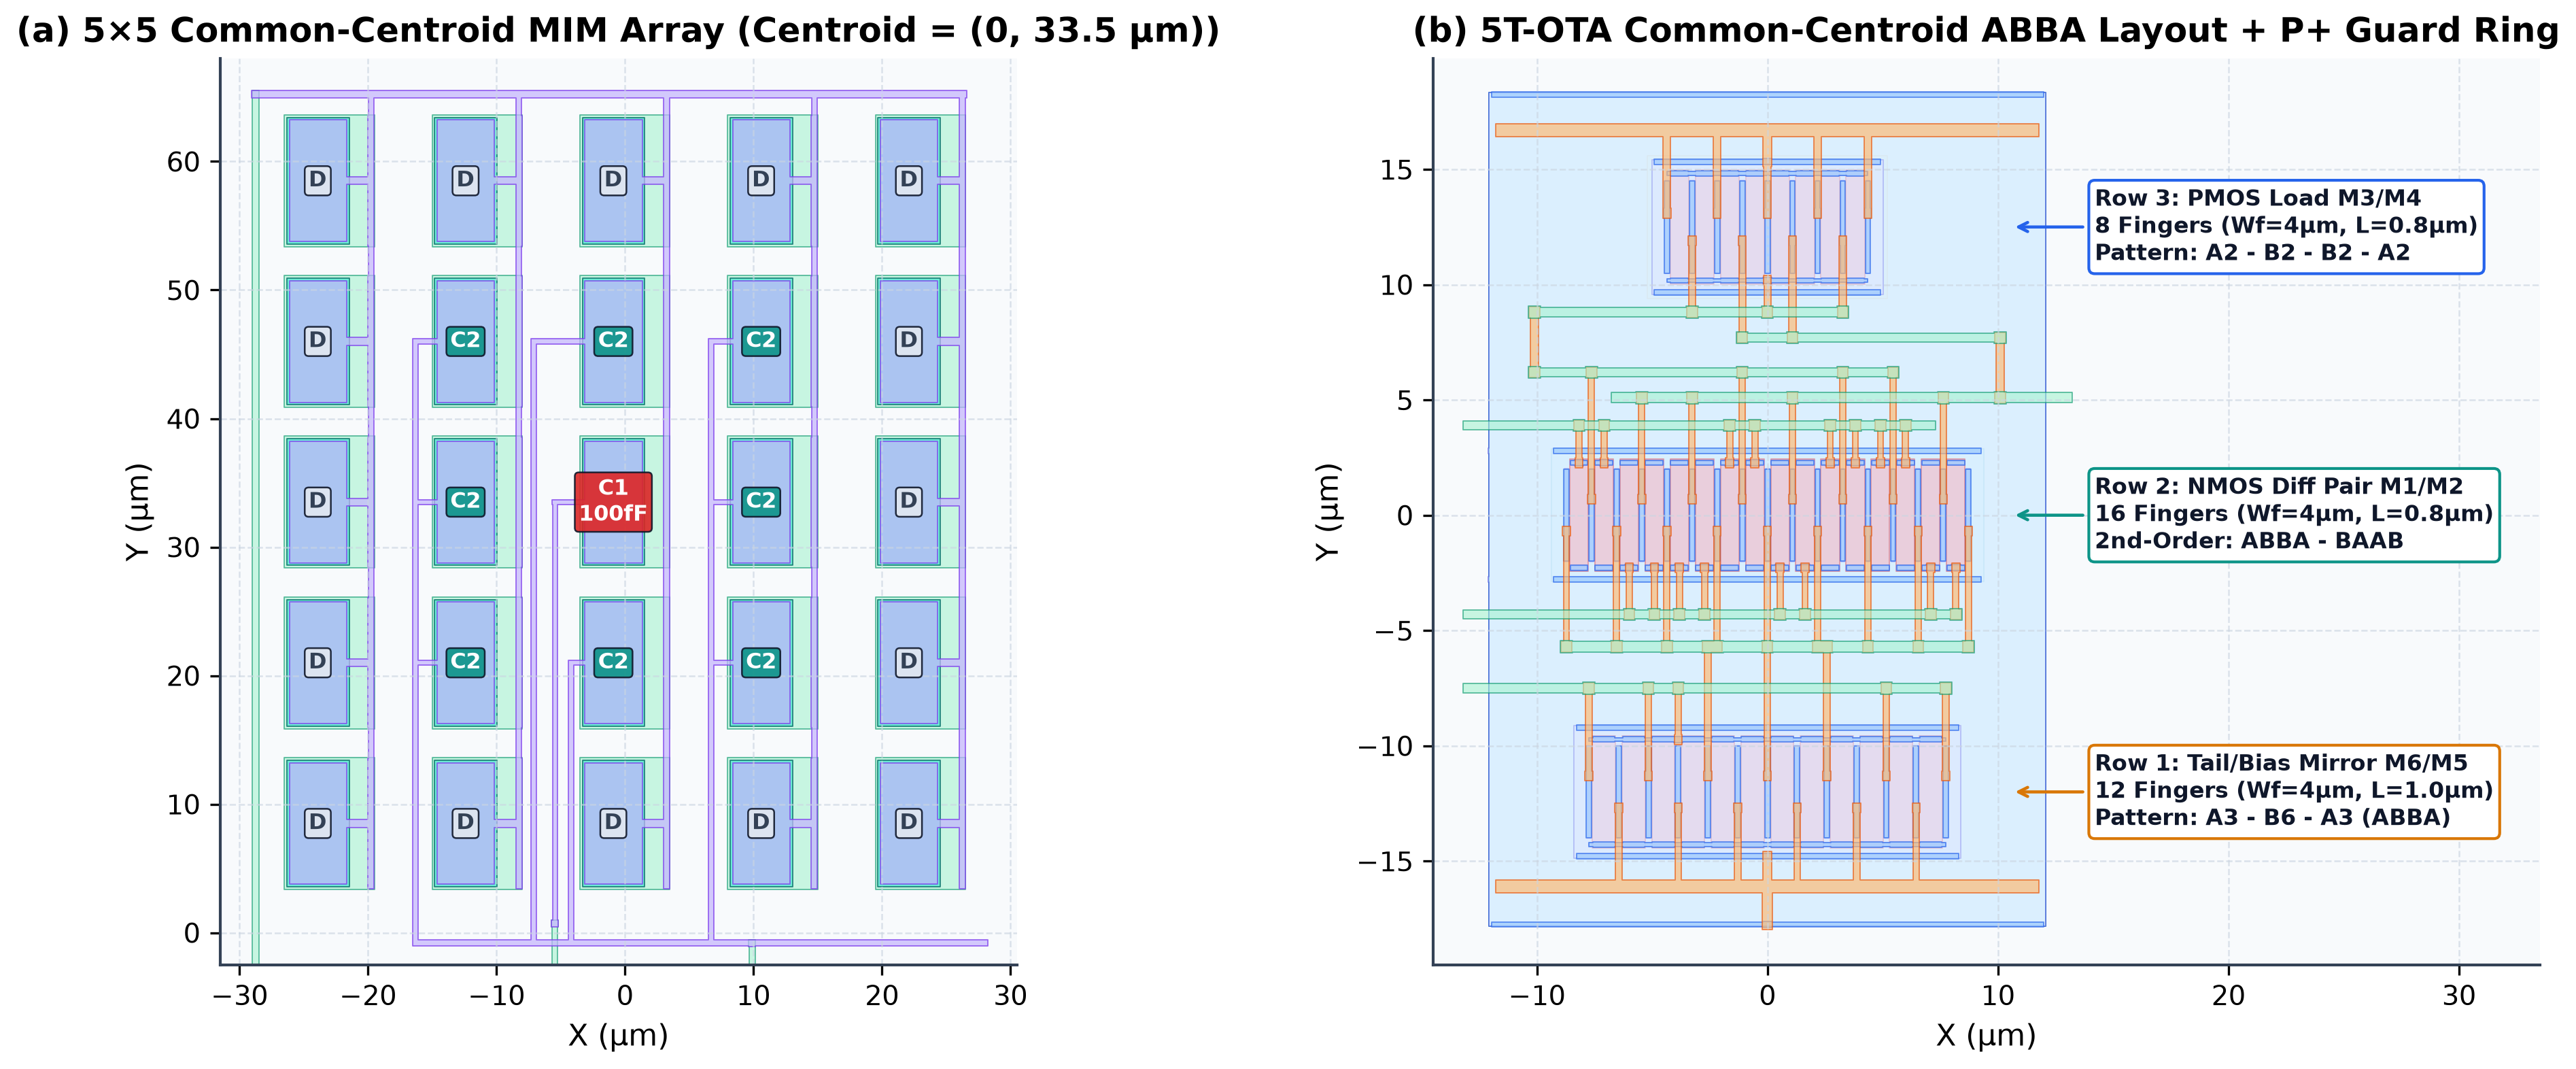 (a) 5×5 Common-Centroid MIM Array (Centroid = (0, 33.5 μm))
Y (μm)
60
50
40
30
20
10
0
D D D D D
D C2 C2 C2 D
D C2 C1 100fF C2 D
D C2 C2 C2 D
D D D D D
−30 −20 −10 0 10 20 30
X (μm)
(b) 5T-OTA Common-Centroid ABBA Layout + P+ Guard Ring
Y (μm)
15
10
5
0
−5
−10
−15
Row 3: PMOS Load M3/M4
8 Fingers (Wf=4μm, L=0.8μm)
Pattern: A2 - B2 - B2 - A2
Row 2: NMOS Diff Pair M1/M2
16 Fingers (Wf=4μm, L=0.8μm)
2nd-Order: ABBA - BAAB
Row 1: Tail/Bias Mirror M6/M5
12 Fingers (Wf=4μm, L=1.0μm)
Pattern: A3 - B6 - A3 (ABBA)
−10 0 10 20 30
X (μm)